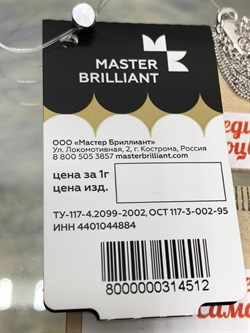 MASTER
BRILLIANT
ООО «Мастер Бриллиант»
Ул. Локомотивная, 2, г. Кострома, Россия
8 800 505 3857 masterbrilliant.com
цена за 1г
цена изд.
ТУ-117-4.2099-2002, ОСТ 117-3-002-95
ИНН 4401044884
8000000314512